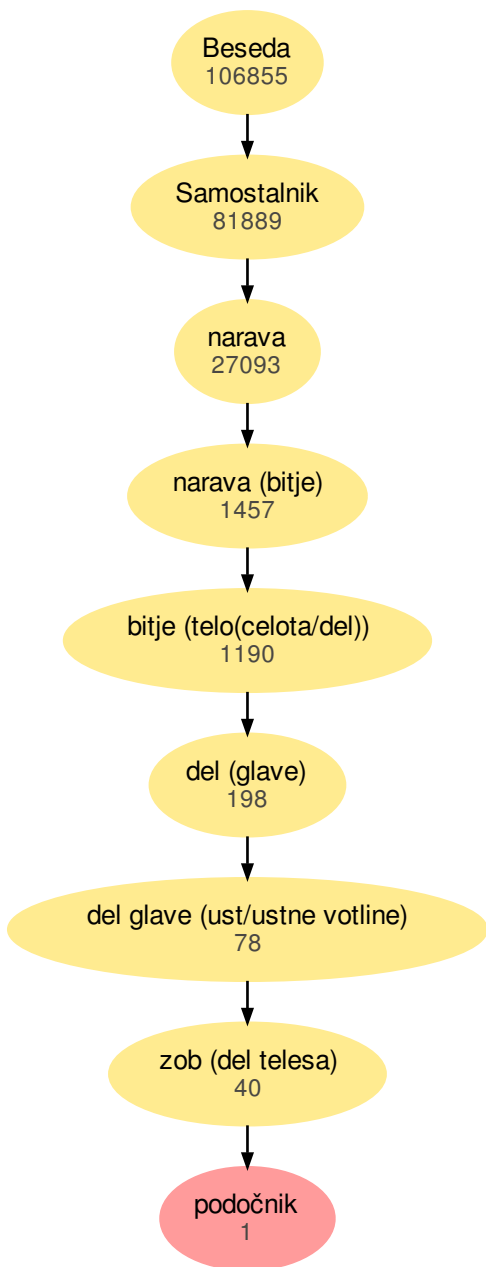 Beseda
106855
Samostalnik
81889
narava
27093
narava (bitje)
1457
bitje (telo(celota/del))
1190
del (glave)
198
del glave (ust/ustne votline)
78
zob (del telesa)
40
podočnik
1